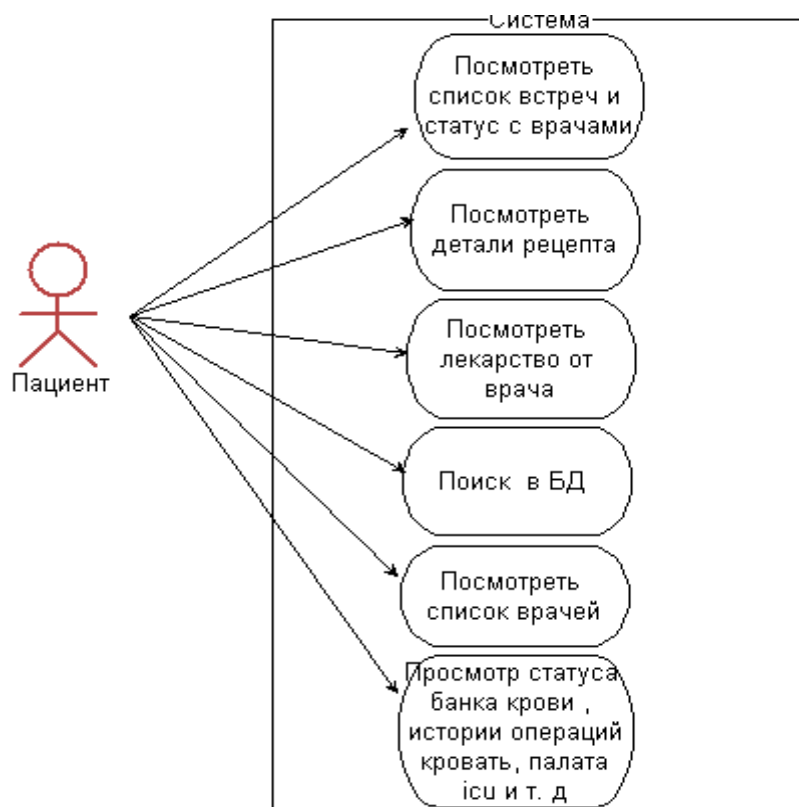 Система
Посмотреть
список встреч и
статус с врачами
Посмотреть
детали рецепта
Пациент
Посмотреть
лекарство от
врача
Поиск в БД
Посмотреть
список врачей
Просмотр статуса
банка крови ,
истории операций
кровать, палата
icu и т. д